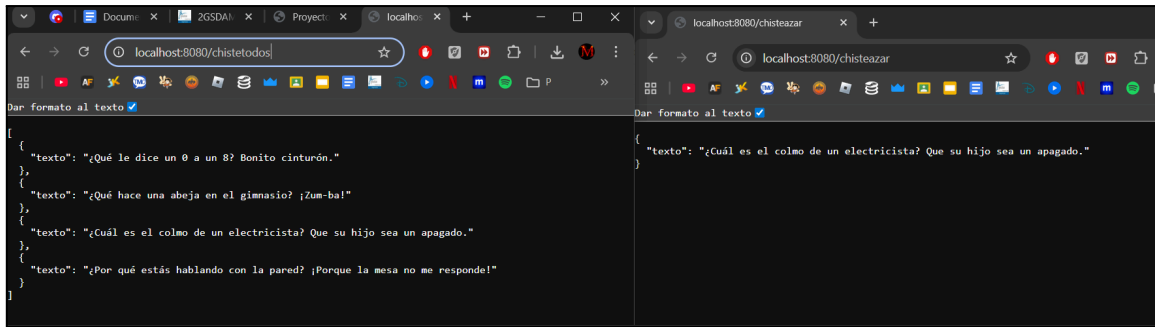 Docume
2GSDAM
Proyecto
localhos
localhost:8080/chistetodos
P
Dar formato al texto
[
{
"texto": "¿Qué le dice un 0 a un 8? Bonito cinturón."
},
{
"texto": "¿Qué hace una abeja en el gimnasio? ¡Zum-ba!"
},
{
"texto": "¿Cuál es el colmo de un electricista? Que su hijo sea un apagado."
},
{
"texto": "¿Por qué estás hablando con la pared? ¡Porque la mesa no me responde!"
}
]
localhost:8080/chisteazar
localhost:8080/chisteazar
Dar formato al texto
{
"texto": "¿Cuál es el colmo de un electricista? Que su hijo sea un apagado."
}